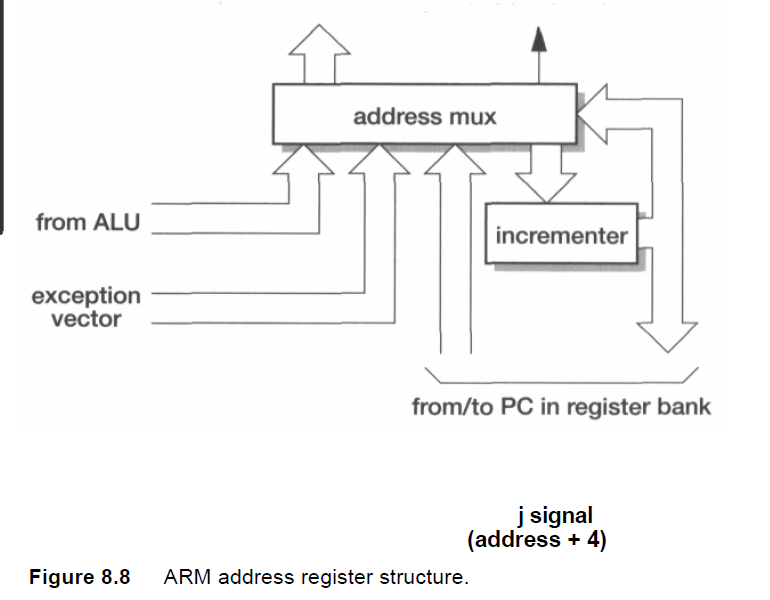 address mux
from ALU
incrementer
exception
vector
from/to PC in register bank
j signal
(address + 4)
Figure 8.8 ARM address register structure.